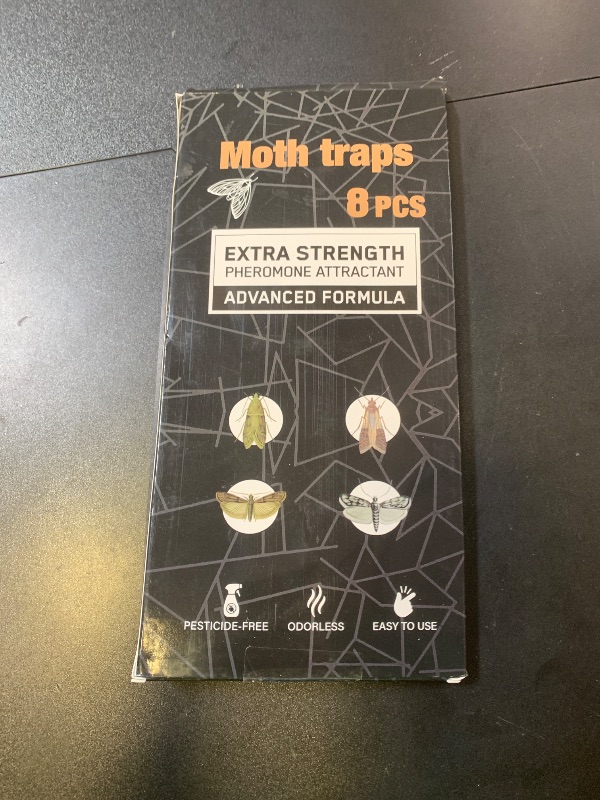 Moth traps
8 PCS
EXTRA STRENGTH
PHEROMONE ATTRACTANT
ADVANCED FORMULA
PESTICIDE-FREE
ODORLESS
EASY TO USE